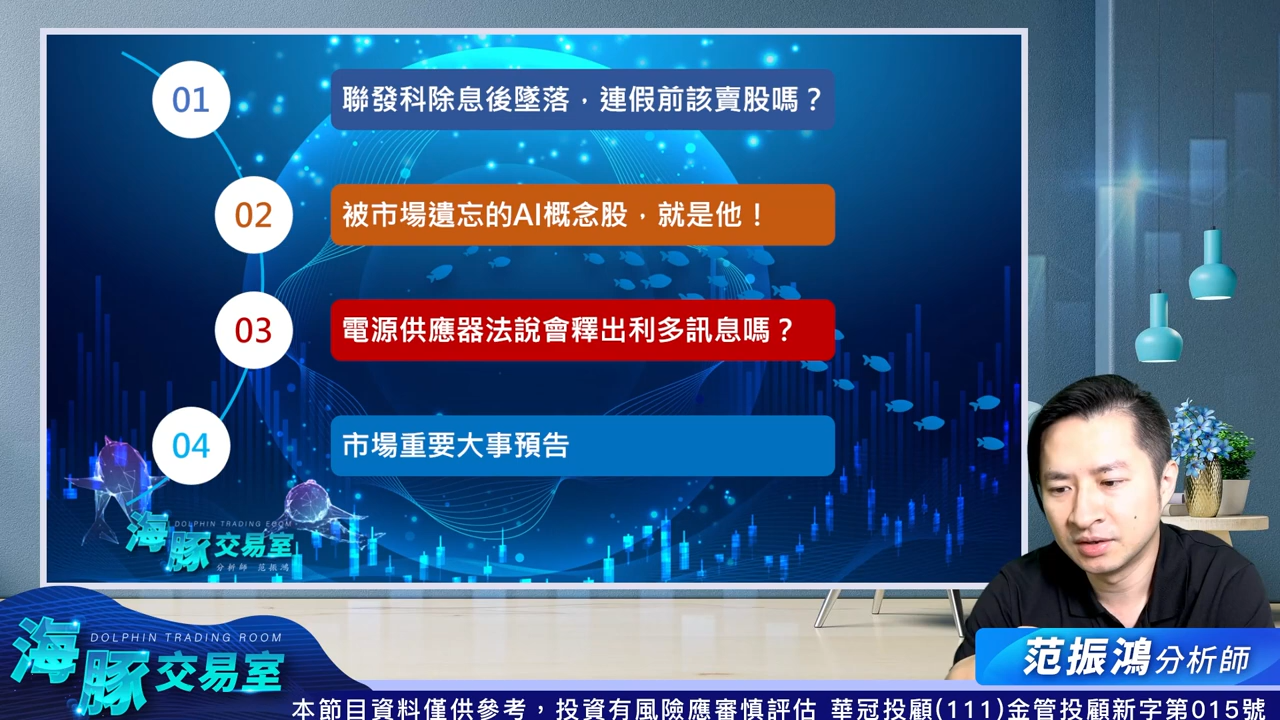 01
聯發科除息後墜落，連假前該賣股嗎？
02
被市場遺忘的AI概念股，就是他！
03
電源供應器法說會釋出利多訊息嗎？
04
市場重要大事預告
DOLPHIN TRADING ROOM
海豚交易室
分析師 范振鴻
DOLPHIN TRADING ROOM
海豚交易室
范振鴻分析師
本節目資料僅供參考，投資有風險應審慎評估 華冠投顧(111)金管投顧新字第015號